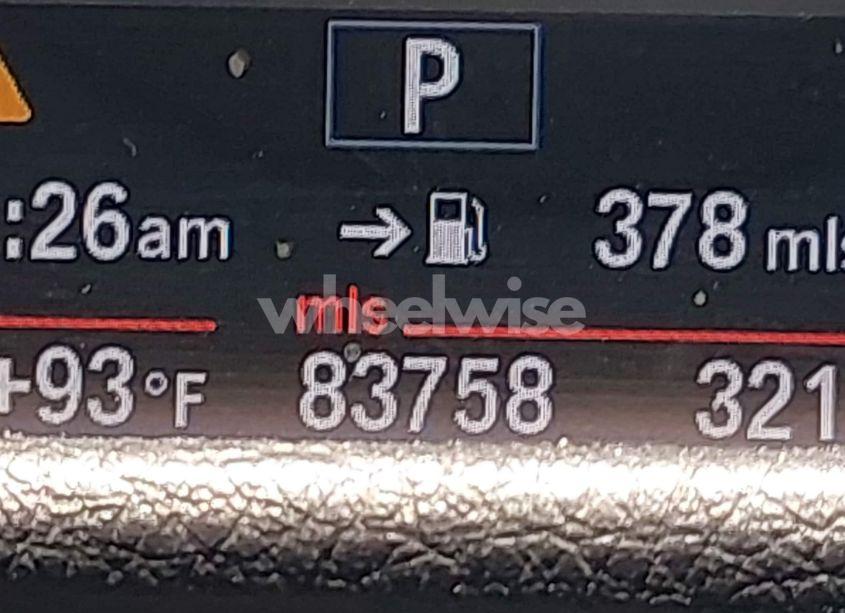 P
:26am → 378 mls
mls
wheelwise
+93°F 83758 321